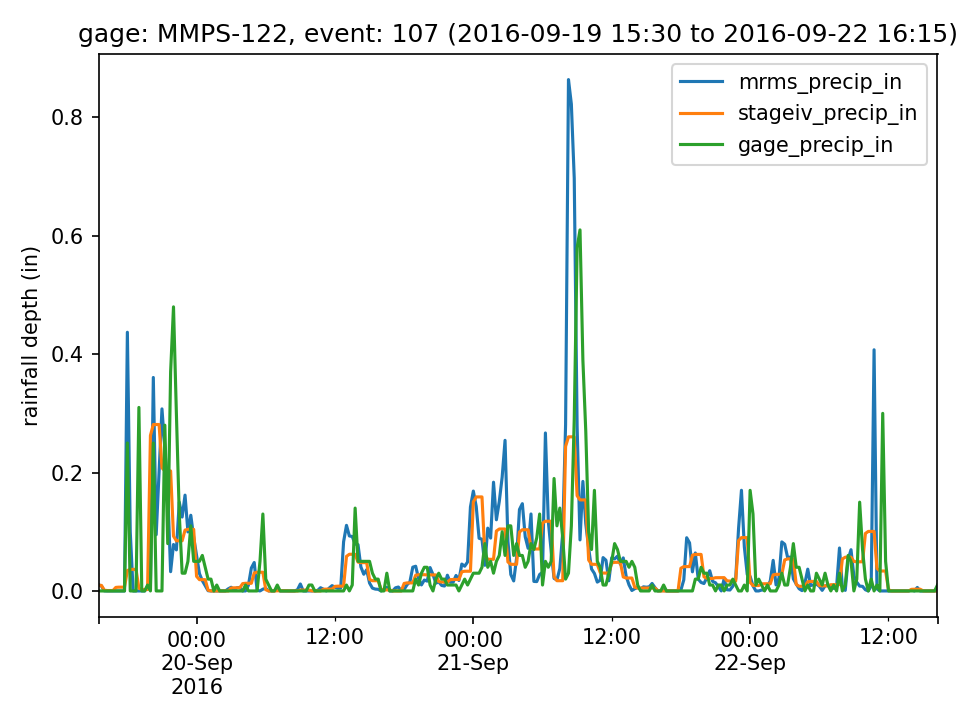 gage: MMPS-122, event: 107 (2016-09-19 15:30 to 2016-09-22 16:15)
mrms_precip_in
stageiv_precip_in
gage_precip_in
rainfall depth (in)
0.8
0.6
0.4
0.2
0.0
00:00 12:00 00:00 12:00 00:00 12:00
20-Sep 21-Sep 22-Sep
2016